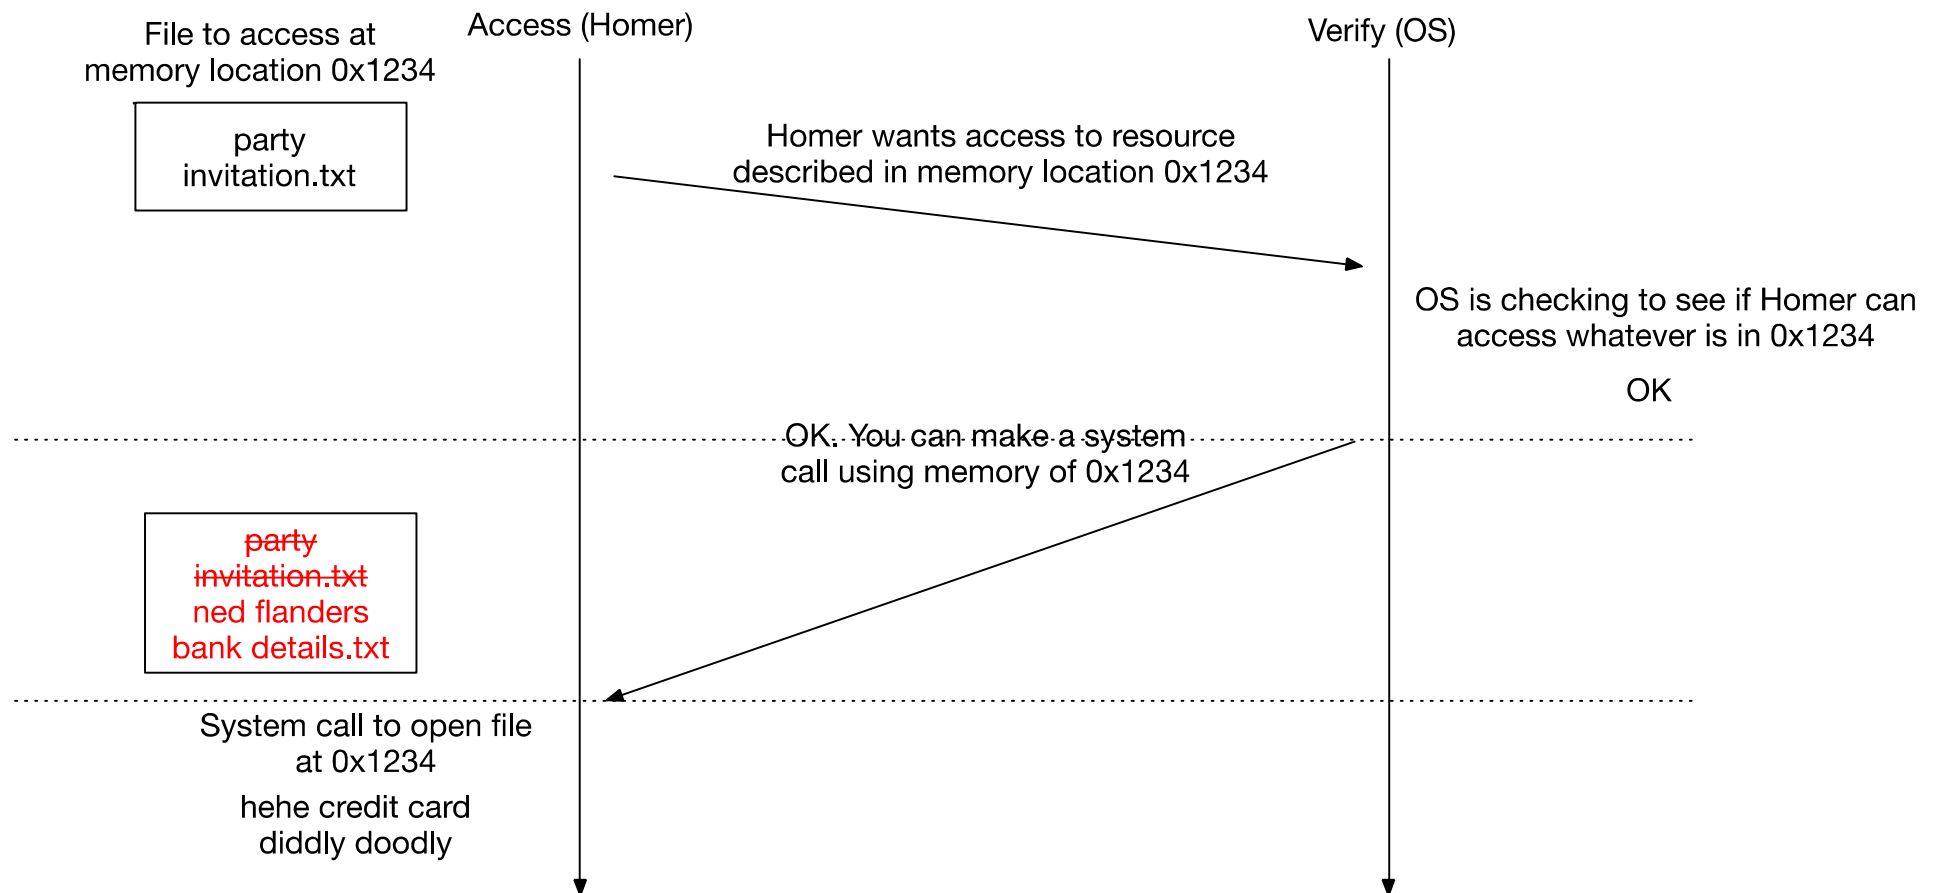 File to access at
memory location 0x1234
Access (Homer)
Verify (OS)
party
invitation.txt
Homer wants access to resource
described in memory location 0x1234
OS is checking to see if Homer can
access whatever is in 0x1234
OK
OK. You can make a system
call using memory of 0x1234
party
invitation.txt
ned flanders
bank details.txt
System call to open file
at 0x1234
hehe credit card
diddly doodly